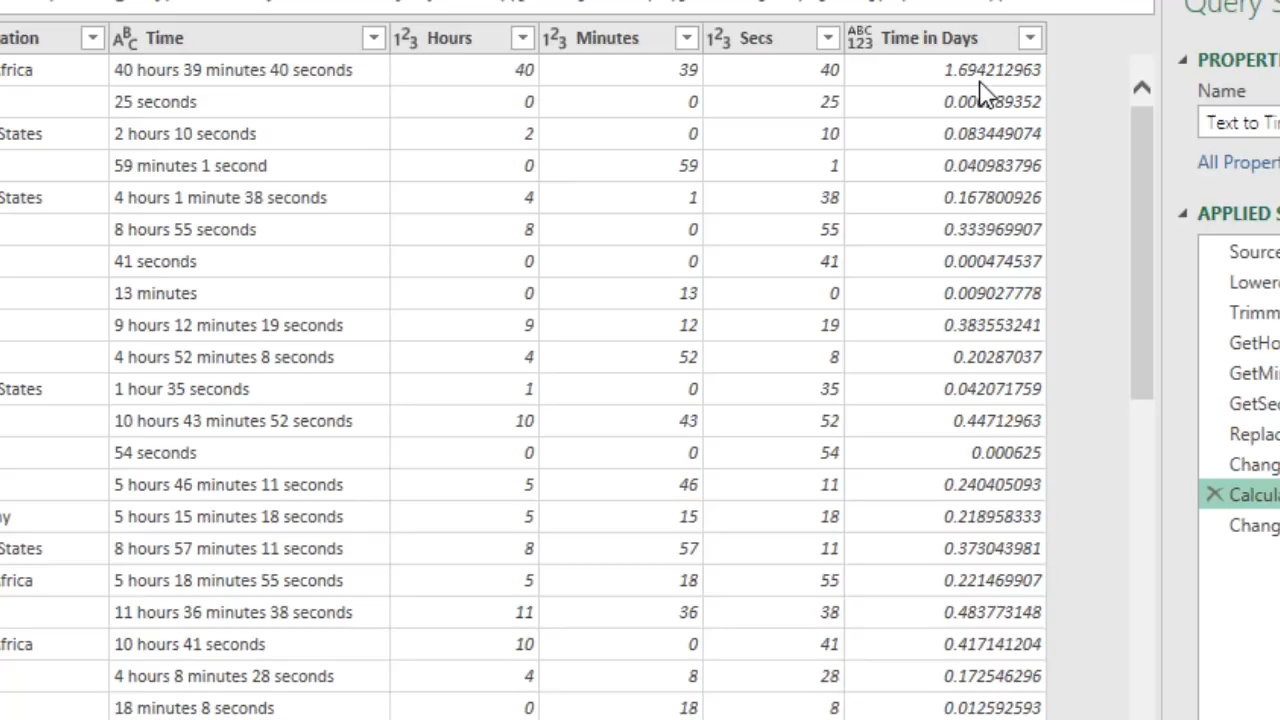 Query S
ation ABC Time 123 Hours 123 Minutes 123 Secs ABC 123 Time in Days
frica 40 hours 39 minutes 40 seconds 40 39 40 1.694212963
25 seconds 0 0 25
States 2 hours 10 seconds 2 0 10 0.083449074
59 minutes 1 second 0 59 1 0.040983796
States 4 hours 1 minute 38 seconds 4 1 38 0.167800926
8 hours 55 seconds 8 0 55 0.333969907
41 seconds 0 0 41 0.000474537
13 minutes 0 13 0 0.009027778
9 hours 12 minutes 19 seconds 9 12 19 0.383553241
4 hours 52 minutes 8 seconds 4 52 8 0.20287037
States 1 hour 35 seconds 1 0 35 0.042071759
10 hours 43 minutes 52 seconds 10 43 52 0.44712963
54 seconds 0 0 54 0.000625
5 hours 46 minutes 11 seconds 5 46 11 0.240405093
ny 5 hours 15 minutes 18 seconds 5 15 18 0.218958333
States 8 hours 57 minutes 11 seconds 8 57 11 0.373043981
frica 5 hours 18 minutes 55 seconds 5 18 55 0.221469907
11 hours 36 minutes 38 seconds 11 36 38 0.483773148
frica 10 hours 41 seconds 10 0 41 0.417141204
4 hours 8 minutes 28 seconds 4 8 28 0.172546296
18 minutes 8 seconds 0 18 8 0.012592593
PROPERTI
Name
Text to Ti
All Propert
APPLIED S
Source
Lowere
Trimm
GetHo
GetMi
GetSec
Replac
Chang
Calcula
Chang